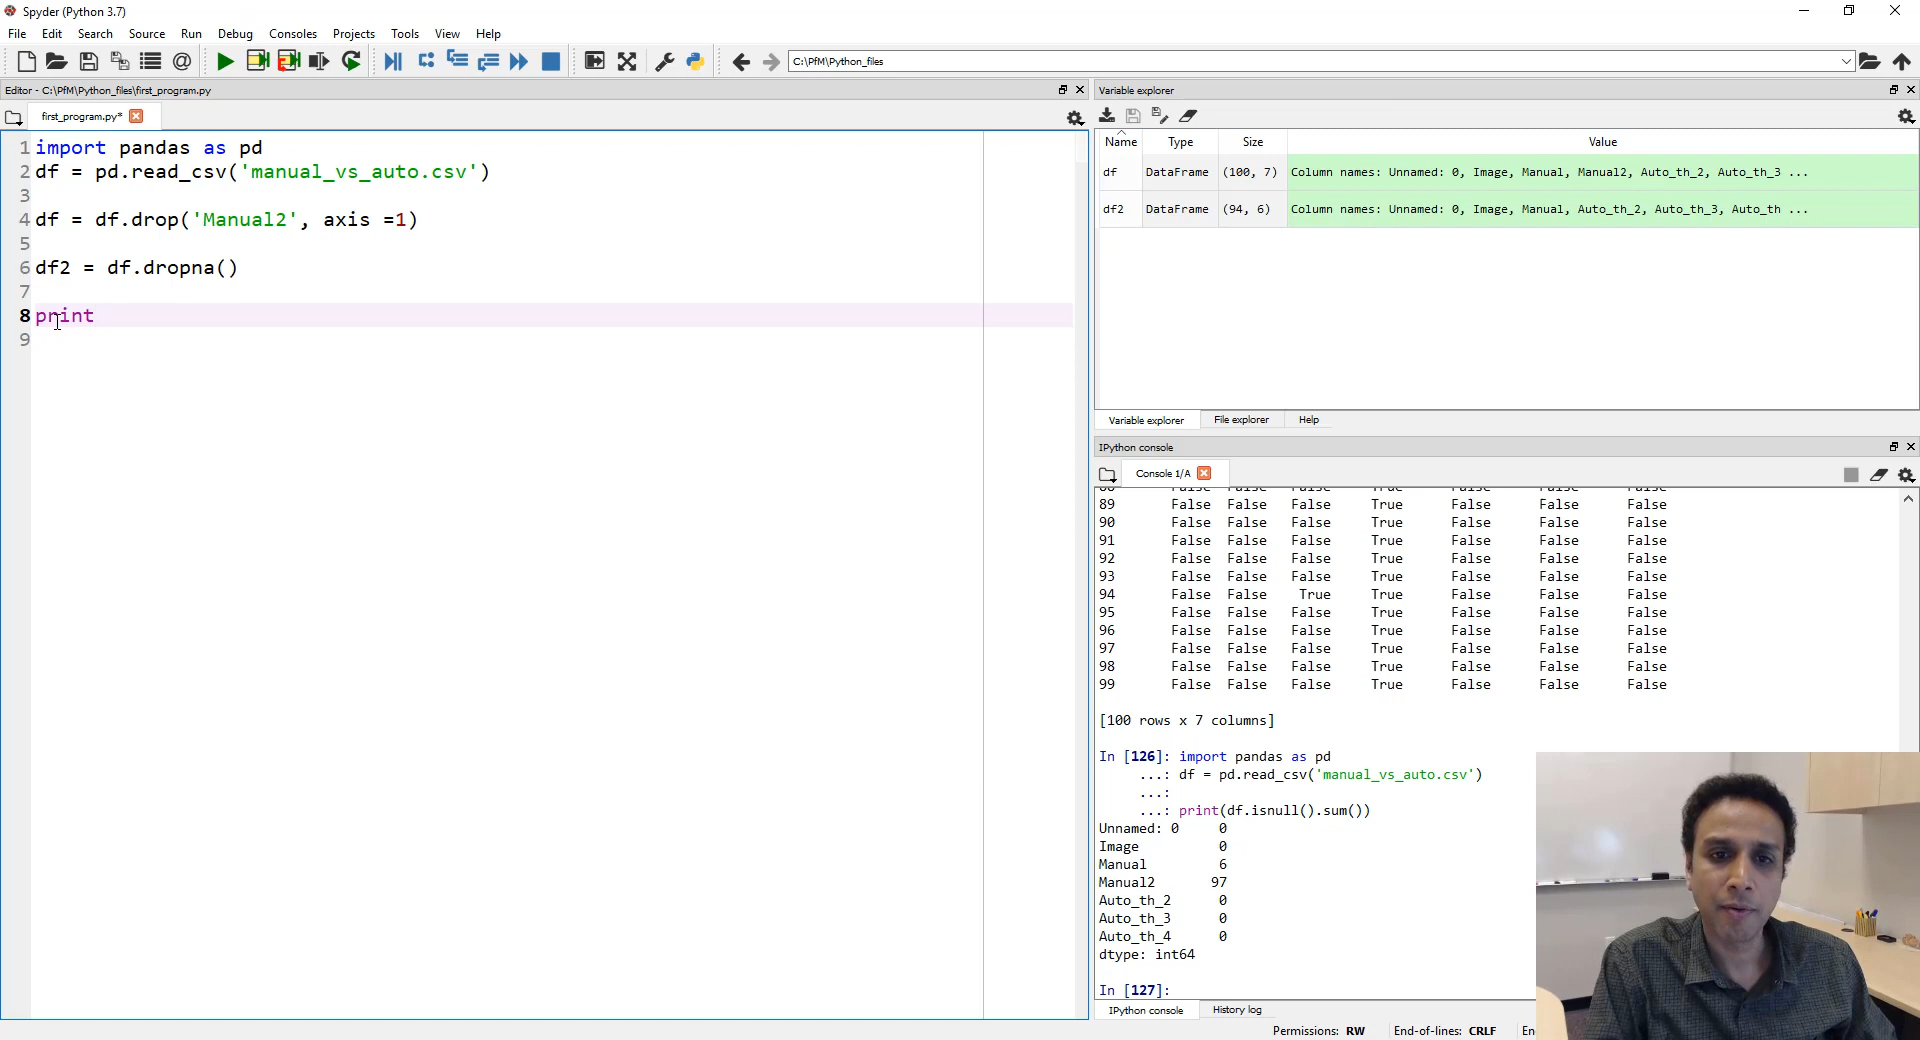 Spyder (Python 3.7)
File Edit Search Source Run Debug Consoles Projects Tools View Help
C:\PfM\Python_files
Editor - C:\PfM\Python_files\first_program.py
first_program.py*
1 import pandas as pd
2 df = pd.read_csv('manual_vs_auto.csv')
3
4 df = df.drop('Manual2', axis =1)
5
6 df2 = df.dropna()
7
8 print
9
Variable explorer
Name Type Size Value
df DataFrame (100, 7) Column names: Unnamed: 0, Image, Manual, Manual2, Auto_th_2, Auto_th_3 ...
df2 DataFrame (94, 6) Column names: Unnamed: 0, Image, Manual, Auto_th_2, Auto_th_3, Auto_th ...
Variable explorer File explorer Help
IPython console
Console 1/A
88 False False False True False False False
89 False False False True False False False
90 False False False True False False False
91 False False False True False False False
92 False False False True False False False
93 False False False True False False False
94 False False True True False False False
95 False False False True False False False
96 False False False True False False False
97 False False False True False False False
98 False False False True False False False
99 False False False True False False False
[100 rows x 7 columns]
In [126]: import pandas as pd
...: df = pd.read_csv('manual_vs_auto.csv')
...:
...: print(df.isnull().sum())
Unnamed: 0 0
Image 0
Manual 6
Manual2 97
Auto_th_2 0
Auto_th_3 0
Auto_th_4 0
dtype: int64
In [127]:
IPython console History log
Permissions: RW End-of-lines: CRLF En